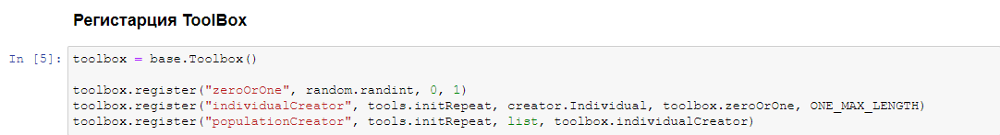 Регистарция ToolBox
In [5]: toolbox = base.Toolbox()
toolbox.register("zeroOrOne", random.randint, 0, 1)
toolbox.register("individualCreator", tools.initRepeat, creator.Individual, toolbox.zeroOrOne, ONE_MAX_LENGTH)
toolbox.register("populationCreator", tools.initRepeat, list, toolbox.individualCreator)